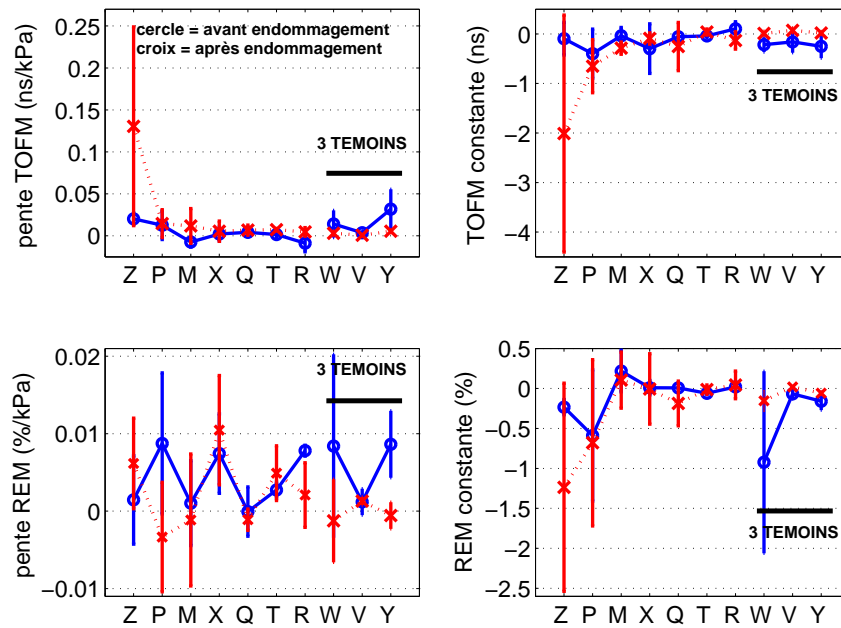 cercle = avant endommagement
croix = après endommagement
3 TEMOINS
pente TOFM (ns/kPa)
0.25
0.2
0.15
0.1
0.05
0
Z P M X Q T R W V Y
TOFM constante (ns)
0
−1
−2
−3
−4
3 TEMOINS
Z P M X Q T R W V Y
pente REM (%/kPa)
0.02
0.01
0
−0.01
3 TEMOINS
Z P M X Q T R W V Y
REM constante (%)
0.5
0
−0.5
−1
−1.5
−2
−2.5
3 TEMOINS
Z P M X Q T R W V Y